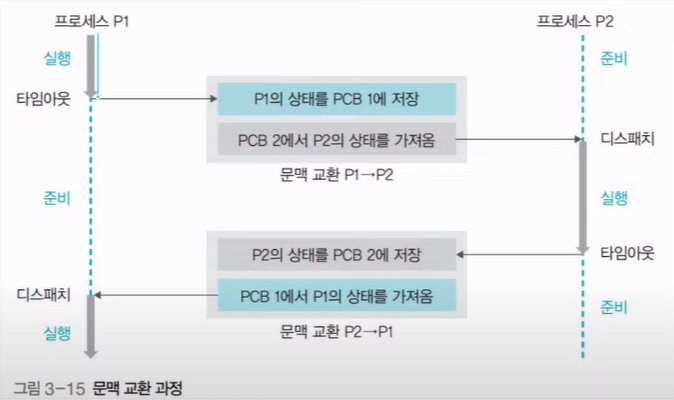 프로세스 P1
프로세스 P2
실행
준비
타임아웃
P1의 상태를 PCB 1에 저장
PCB 2에서 P2의 상태를 가져옴
디스패치
문맥 교환 P1→P2
준비
실행
P2의 상태를 PCB 2에 저장
타임아웃
디스패치
PCB 1에서 P1의 상태를 가져옴
준비
문맥 교환 P2→P1
실행
그림 3-15 문맥 교환 과정